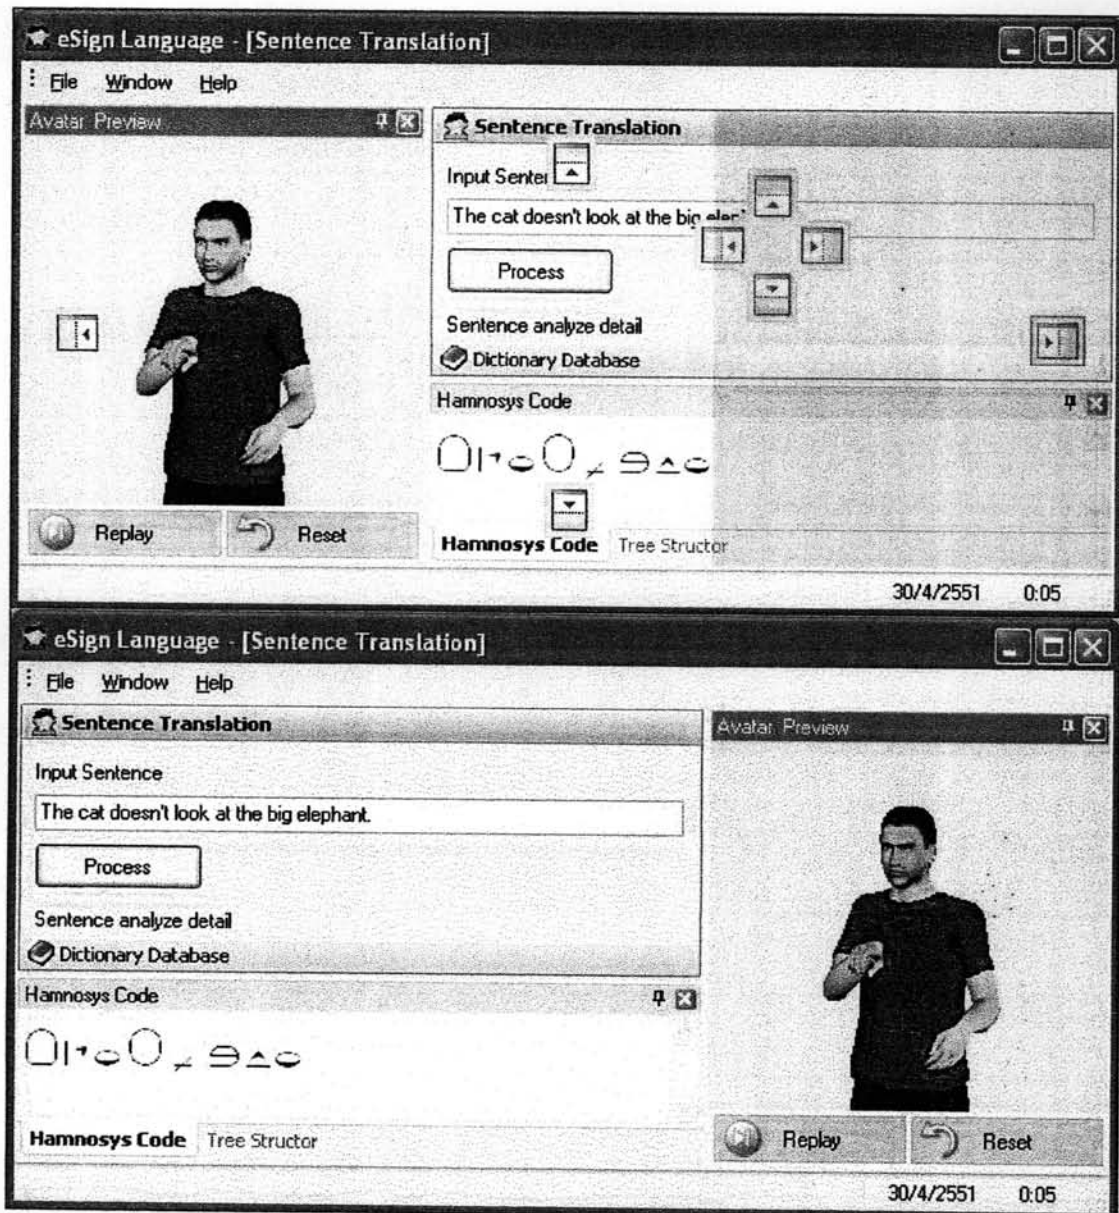 eSign Language - [Sentence Translation]
File Window Help
Avatar Preview
Sentence Translation
Input Senter
The cat doesn't look at the big elep
Process
Sentence analyze detail
Dictionary Database
Hamnosys Code
Replay Reset
Hamnosys Code Tree Structor
30/4/2551 0:05
eSign Language - [Sentence Translation]
File Window Help
Sentence Translation
Avatar Preview
Input Sentence
The cat doesn't look at the big elephant.
Process
Sentence analyze detail
Dictionary Database
Hamnosys Code
Hamnosys Code Tree Structor
Replay Reset
30/4/2551 0:05